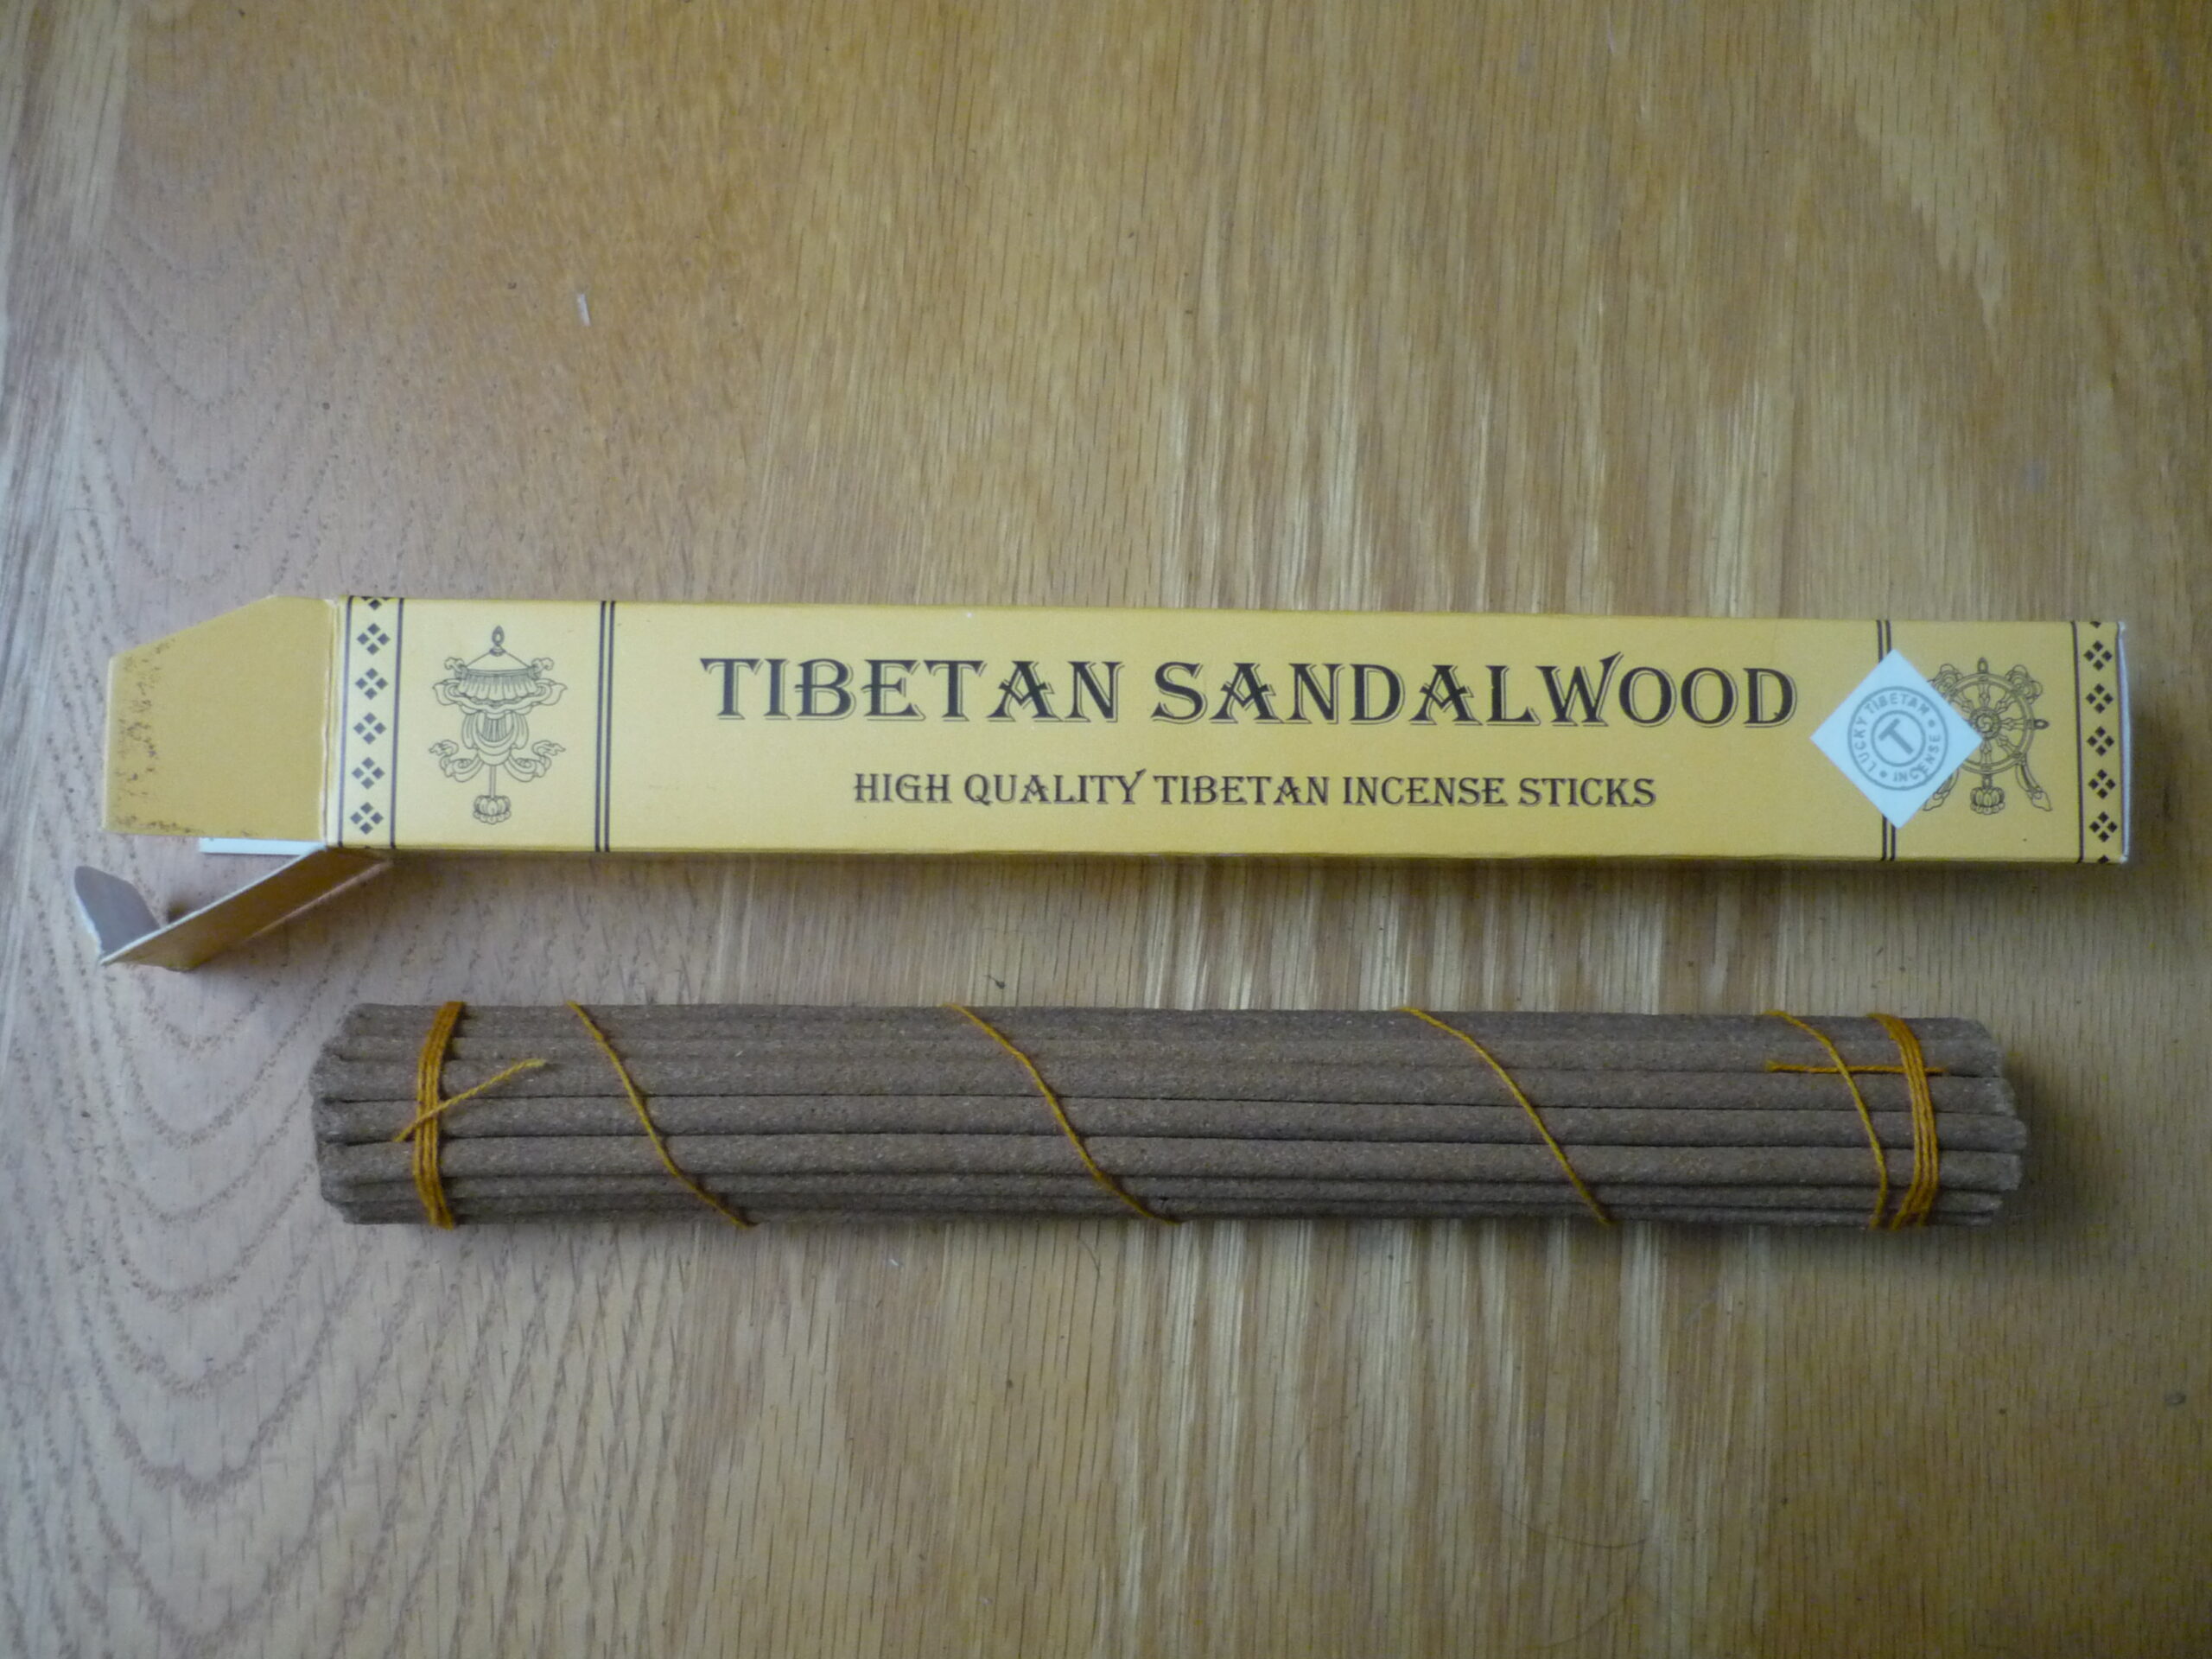 TIBETAN SANDALWOOD
HIGH QUALITY TIBETAN INCENSE STICKS
LUCKY TIBETAN • INCENSE •
T